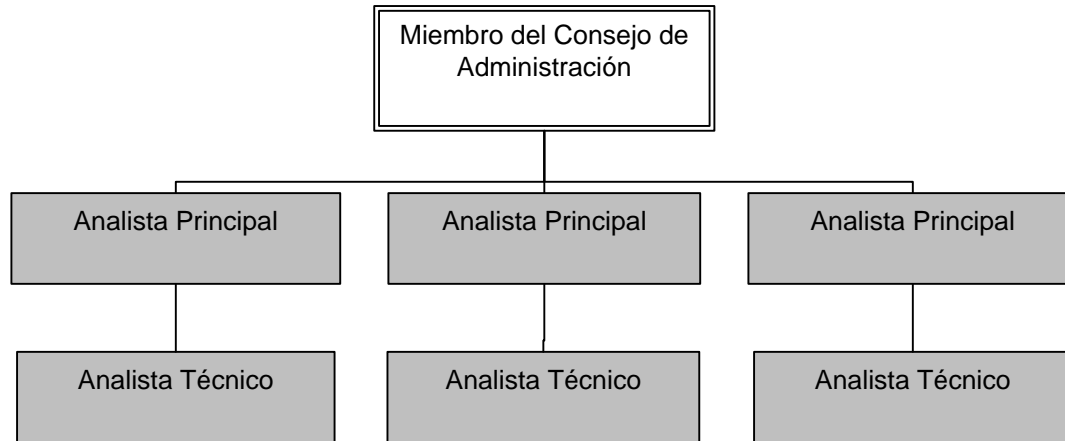 Miembro del Consejo de
Administración
Analista Principal
Analista Principal
Analista Principal
Analista Técnico
Analista Técnico
Analista Técnico